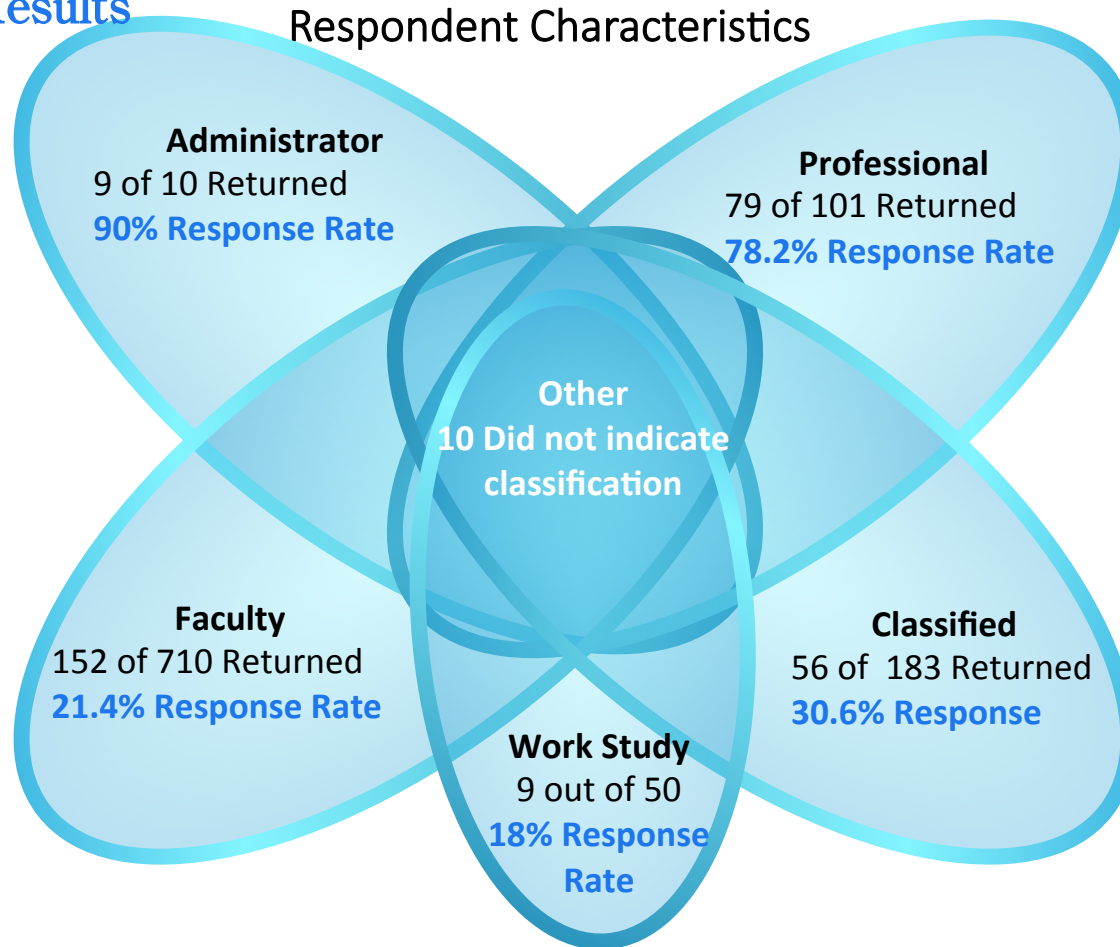 Results
Respondent Characteristics
Administrator
9 of 10 Returned
90% Response Rate
Professional
79 of 101 Returned
78.2% Response Rate
Other
10 Did not indicate
classification
Faculty
152 of 710 Returned
21.4% Response Rate
Classified
56 of  183 Returned
30.6% Response
Work Study
9 out of 50
18% Response
Rate